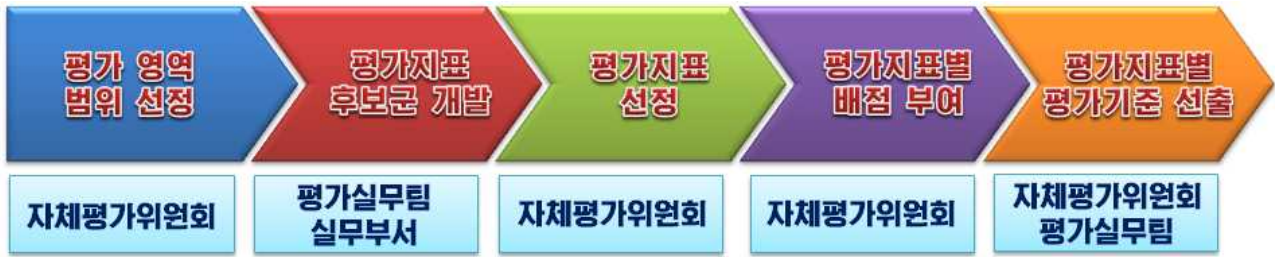 평가 영역
범위 선정
평가지표
후보군 개발
평가지표
선정
평가지표별
배점 부여
평가지표별
평가기준 선출
자체평가위원회
평가실무팀
실무부서
자체평가위원회
자체평가위원회
자체평가위원회
평가실무팀